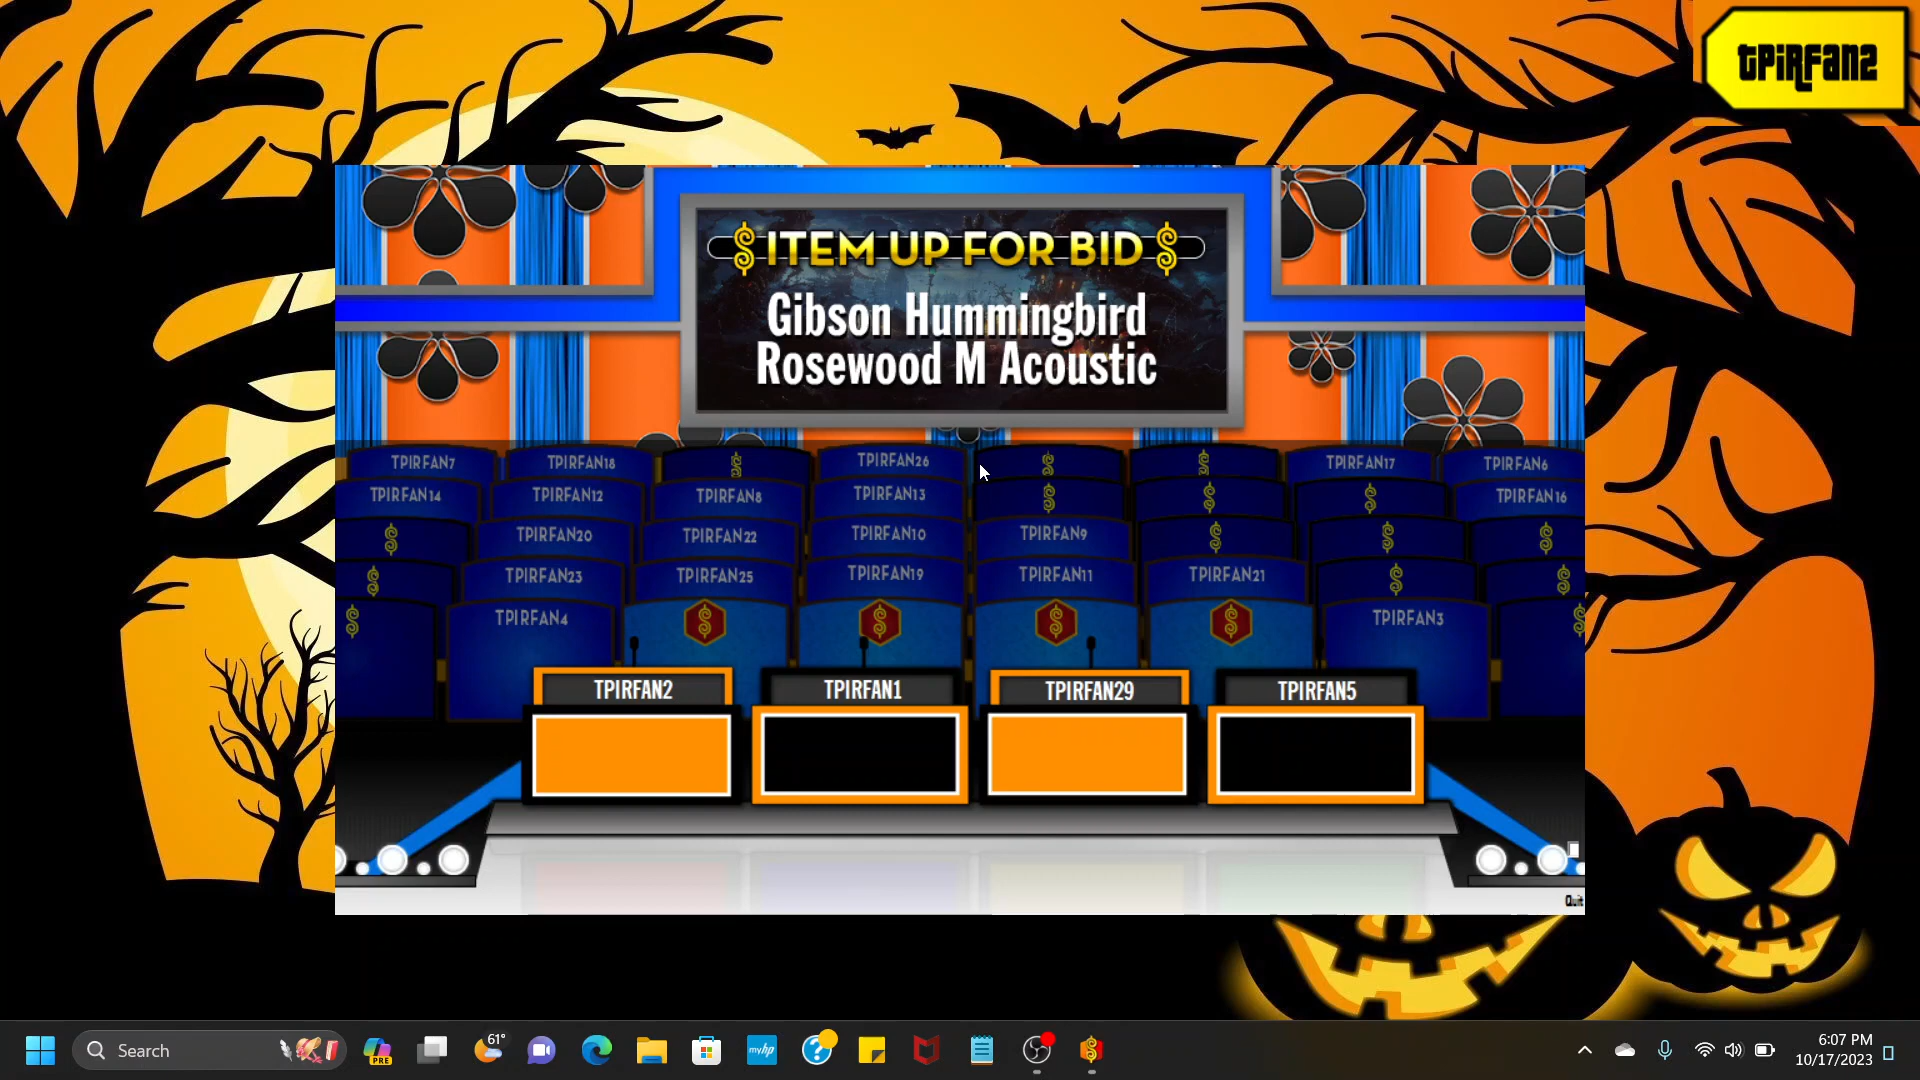 tPiRFan2
ITEM UP FOR BID
Gibson Hummingbird
Rosewood M Acoustic
TPIRFAN7 TPIRFAN18 TPIRFAN26 TPIRFAN17 TPIRFAN6
TPIRFAN14 TPIRFAN12 TPIRFAN8 TPIRFAN13 TPIRFAN16
TPIRFAN20 TPIRFAN22 TPIRFAN10 TPIRFAN9
TPIRFAN23 TPIRFAN25 TPIRFAN19 TPIRFAN11 TPIRFAN21
TPIRFAN4 TPIRFAN3
TPIRFAN2 TPIRFAN1 TPIRFAN29 TPIRFAN5
Quit
Search PRE 61° myhp 6:07 PM
10/17/2023